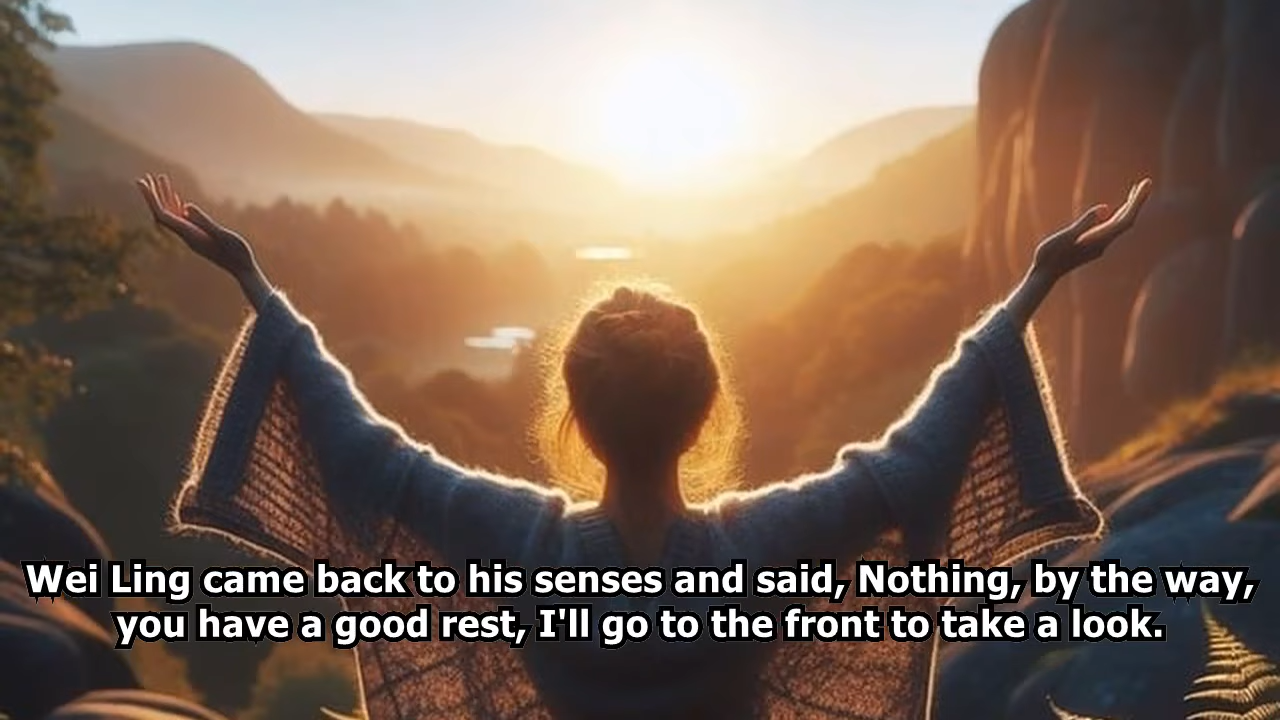 Wei Ling came back to his senses and said, Nothing, by the way,
you have a good rest, I'll go to the front to take a look.